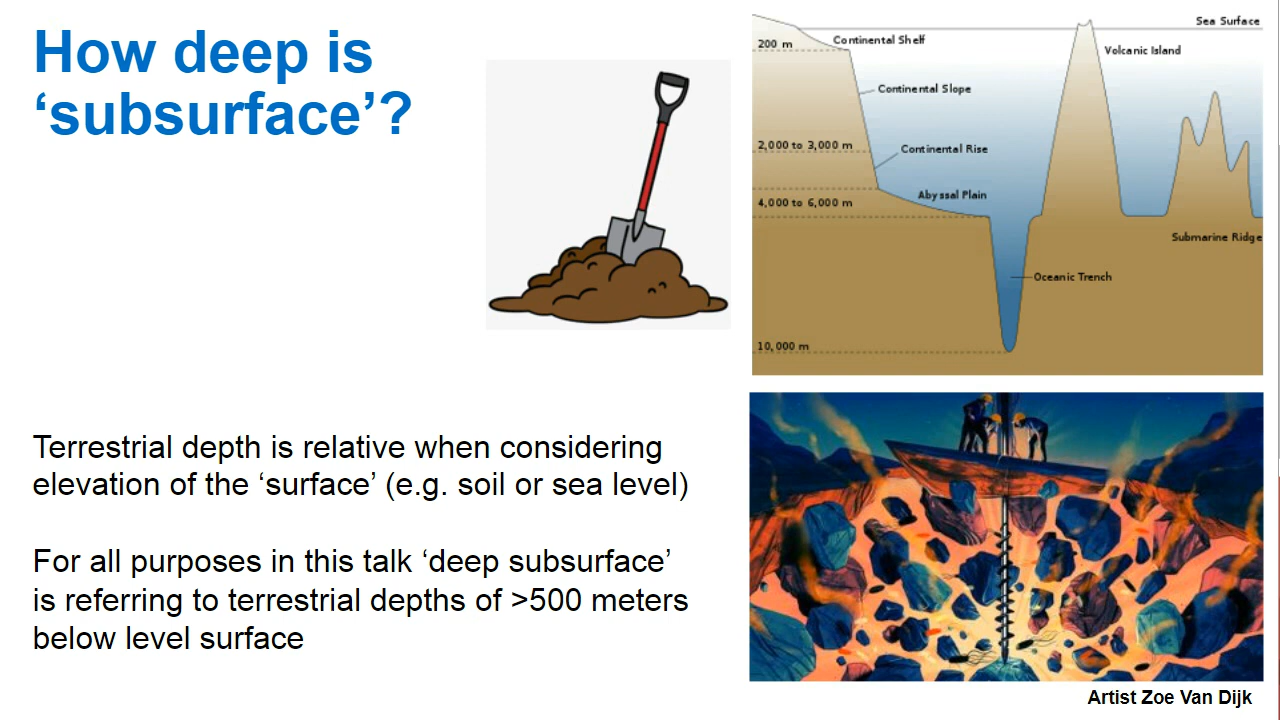 How deep is
‘subsurface’?
Sea Surface
Continental Shelf
200 m
Volcanic Island
Continental Slope
2,000 to 3,000 m
Continental Rise
Abyssal Plain
4,000 to 6,000 m
Submarine Ridge
Oceanic Trench
10,000 m
Terrestrial depth is relative when considering
elevation of the ‘surface’ (e.g. soil or sea level)
For all purposes in this talk ‘deep subsurface’
is referring to terrestrial depths of >500 meters
below level surface
Artist Zoe Van Dijk